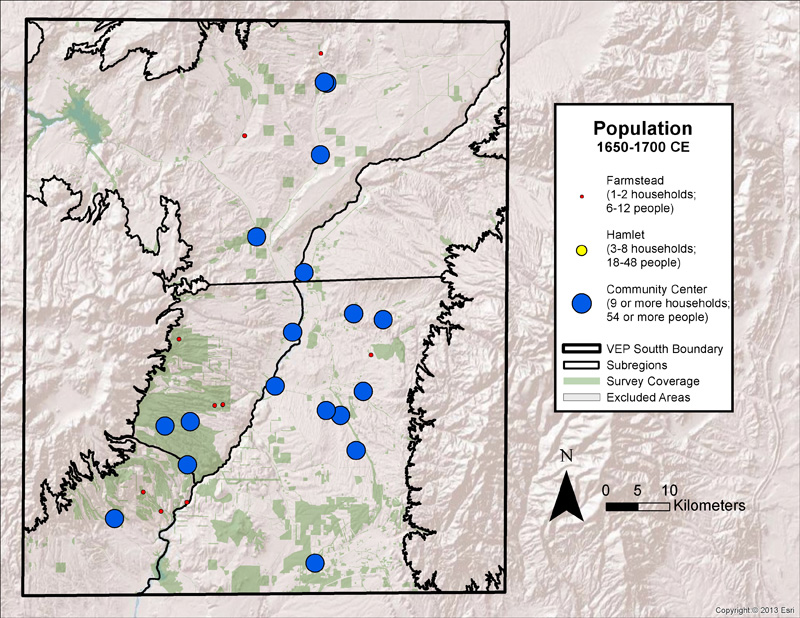 Population
1650-1700 CE
Farmstead
(1-2 households;
6-12 people)
Hamlet
(3-8 households;
18-48 people)
Community Center
(9 or more households;
54 or more people)
VEP Soutth Boundary
Subregions
Survey Coverage
Excluded Areas
N
0 5 10
Kilometers
Copyright © 2013 Esri